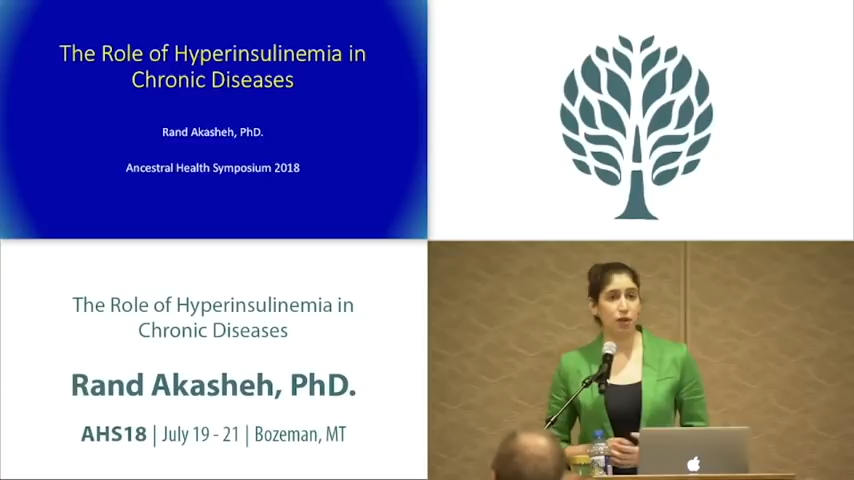 The Role of Hyperinsulinemia in
Chronic Diseases
Rand Akasheh, PhD.
Ancestral Health Symposium 2018
The Role of Hyperinsulinemia in
Chronic Diseases
Rand Akasheh, PhD.
AHS18 | July 19 - 21 | Bozeman, MT